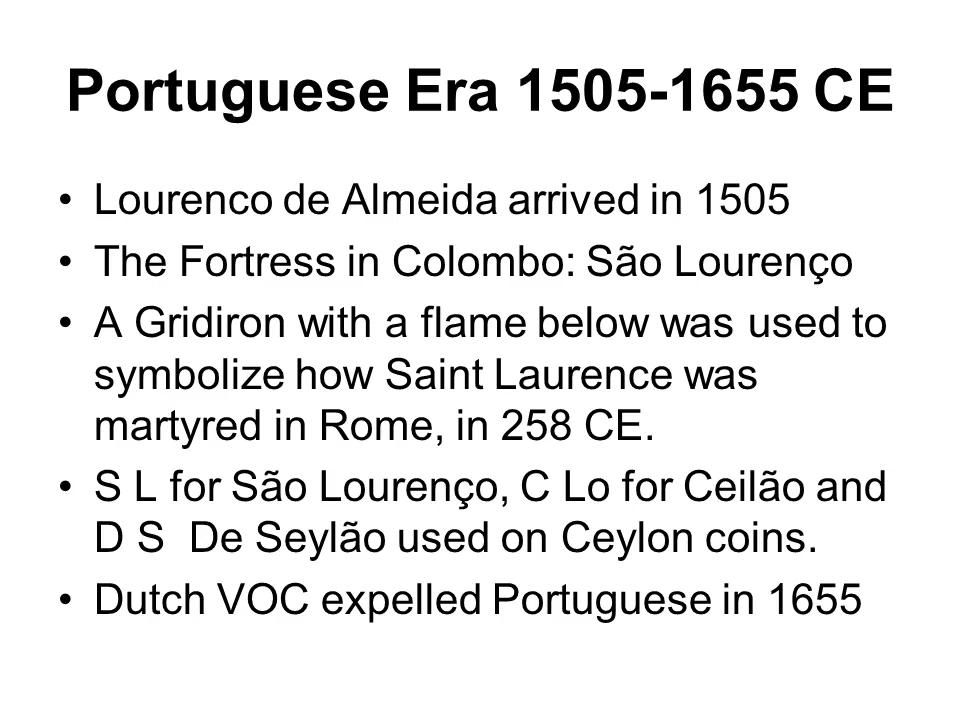 Portuguese Era 1505-1655 CE
• Lourenco de Almeida arrived in 1505
• The Fortress in Colombo: São Lourenço
• A Gridiron with a flame below was used to
symbolize how Saint Laurence was
martyred in Rome, in 258 CE.
• S L for São Lourenço, C Lo for Ceilão and
D S  De Seylão used on Ceylon coins.
• Dutch VOC expelled Portuguese in 1655